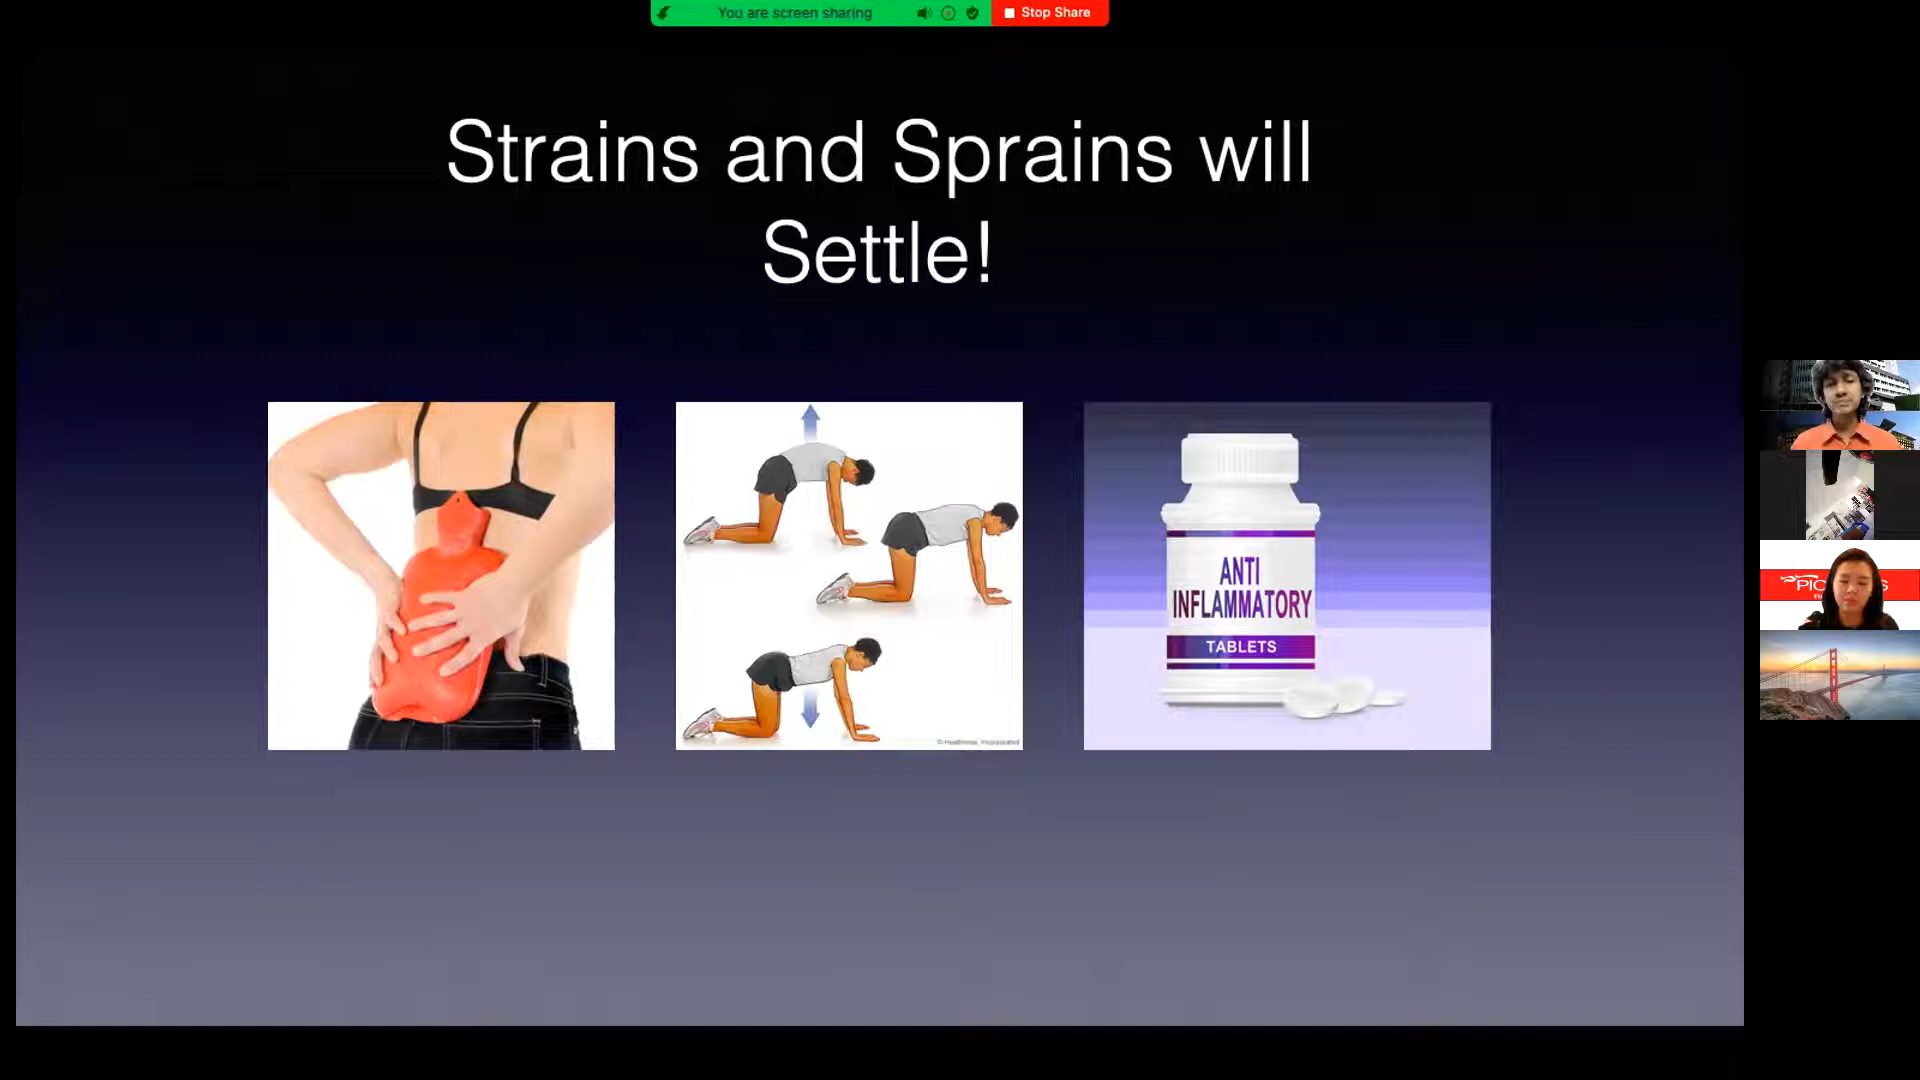 You are screen sharing
Stop Share
Strains and Sprains will
Settle!
ANTI
INFLAMMATORY
TABLETS